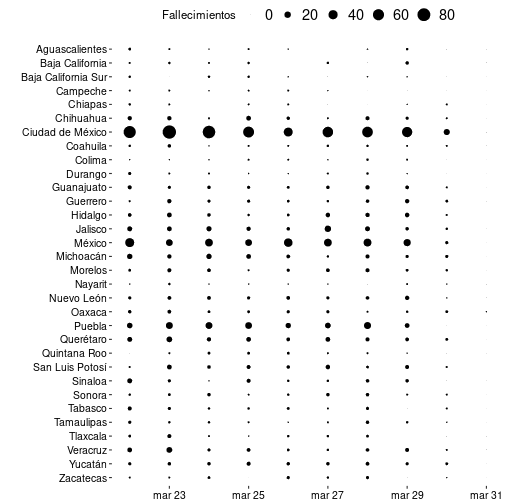 Fallecimientos 0 20 40 60 80
Aguascalientes
Baja California
Baja California Sur
Campeche
Chiapas
Chihuahua
Ciudad de México
Coahuila
Colima
Durango
Guanajuato
Guerrero
Hidalgo
Jalisco
México
Michoacán
Morelos
Nayarit
Nuevo León
Oaxaca
Puebla
Querétaro
Quintana Roo
San Luis Potosí
Sinaloa
Sonora
Tabasco
Tamaulipas
Tlaxcala
Veracruz
Yucatán
Zacatecas
mar 23 mar 25 mar 27 mar 29 mar 31